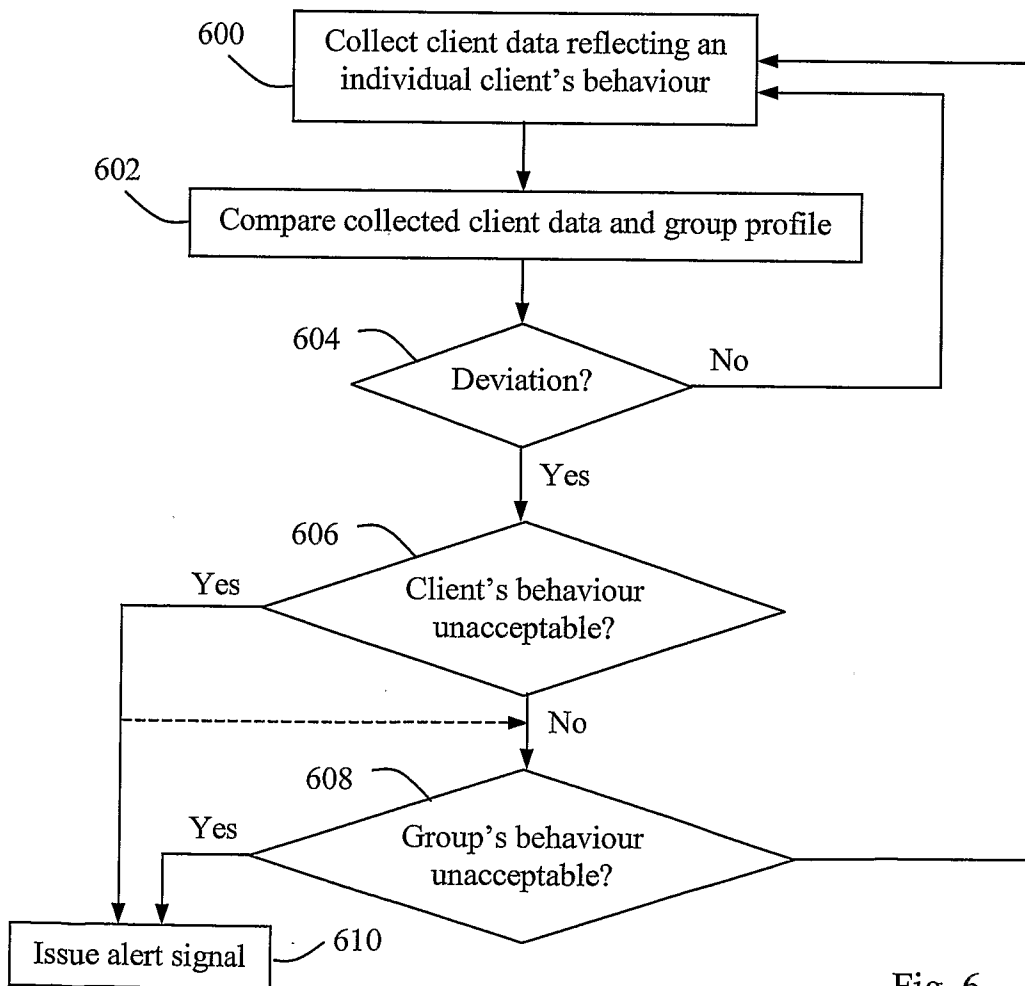 600
Collect client data reflecting an
individual client's behaviour
602
Compare collected client data and group profile
604
Deviation?
No
Yes
606
Yes
Client's behaviour
unacceptable?
No
608
Yes
Group's behaviour
unacceptable?
Issue alert signal
610
Fig. 6